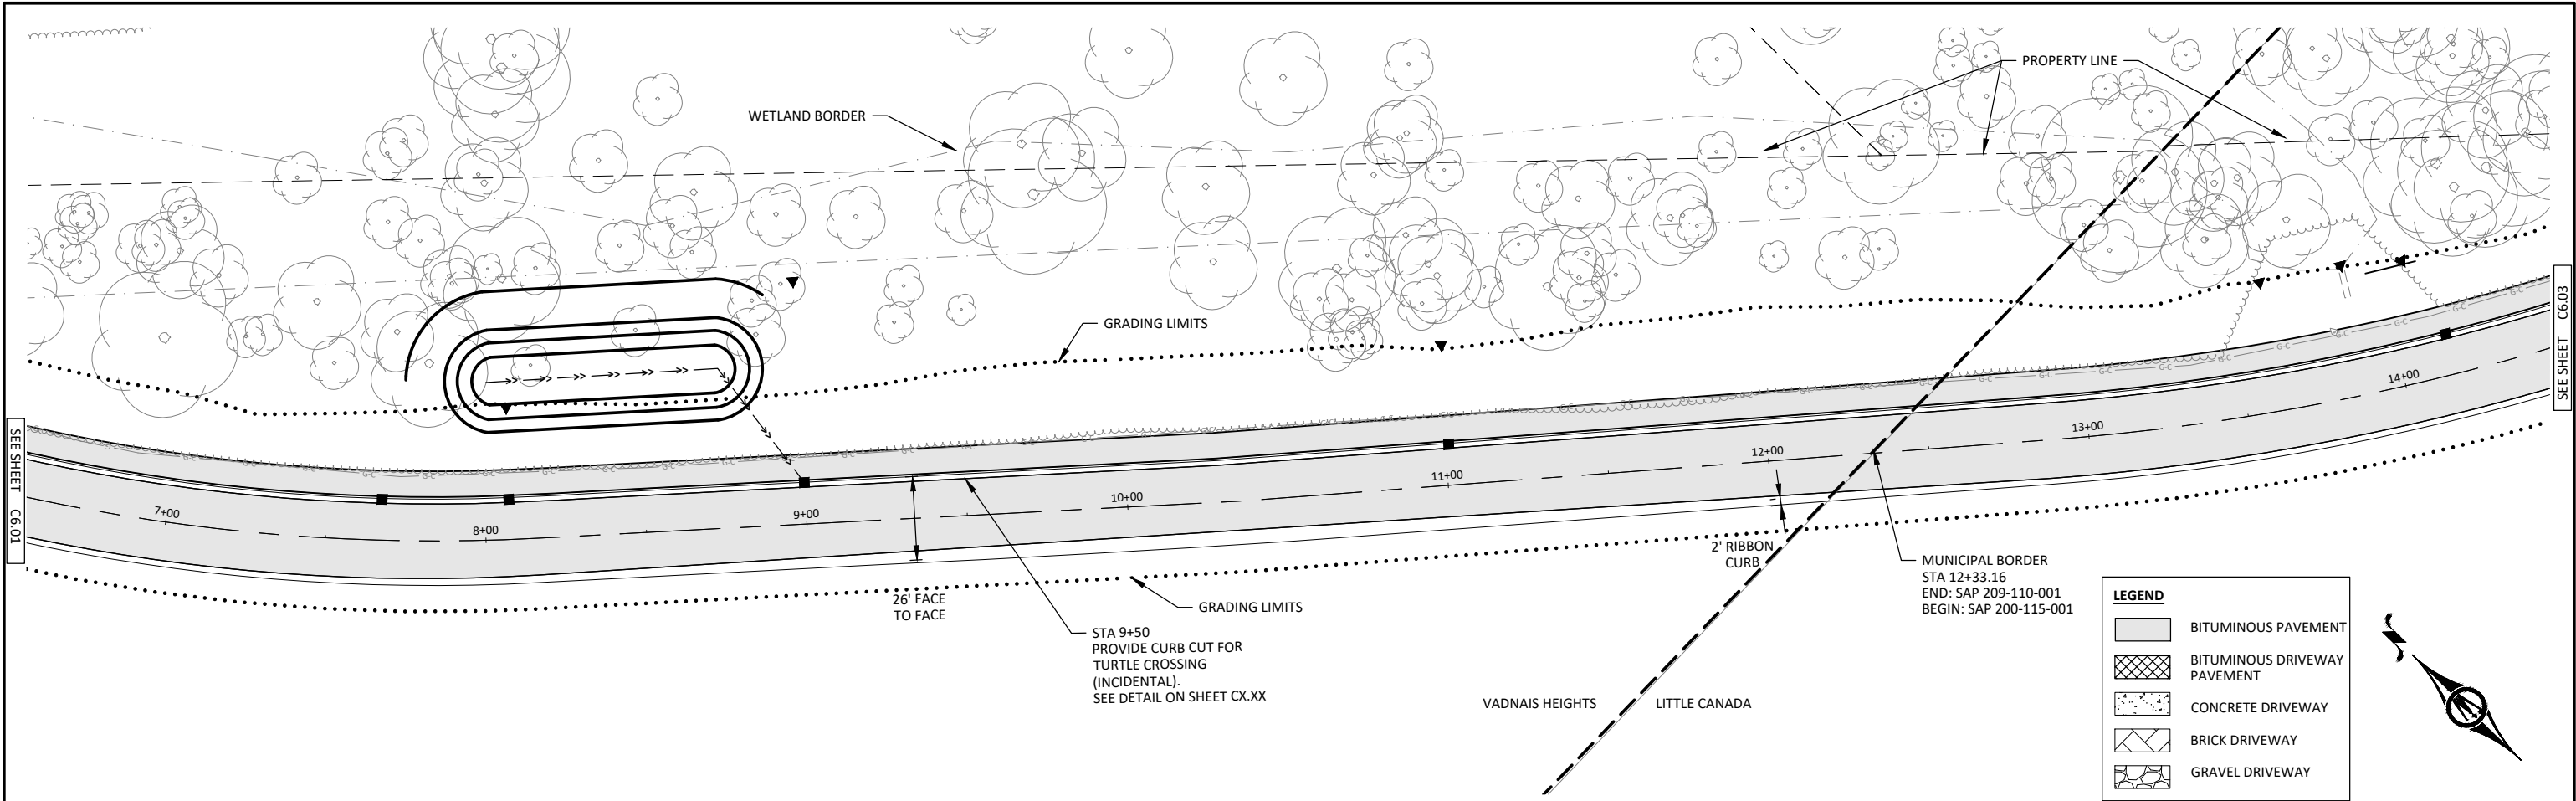 PROPERTY LINE
WETLAND BORDER
GRADING LIMITS
SEE SHEET C6.01
SEE SHEET C6.03
7+00
8+00
9+00
10+00
11+00
12+00
13+00
14+00
G-C
26' FACE
TO FACE
GRADING LIMITS
STA 9+50
PROVIDE CURB CUT FOR
TURTLE CROSSING
(INCIDENTAL).
SEE DETAIL ON SHEET CX.XX
2' RIBBON
CURB
MUNICIPAL BORDER
STA 12+33.16
END: SAP 209-110-001
BEGIN: SAP 200-115-001
VADNAIS HEIGHTS
LITTLE CANADA
LEGEND
BITUMINOUS PAVEMENT
BITUMINOUS DRIVEWAY
PAVEMENT
CONCRETE DRIVEWAY
BRICK DRIVEWAY
GRAVEL DRIVEWAY